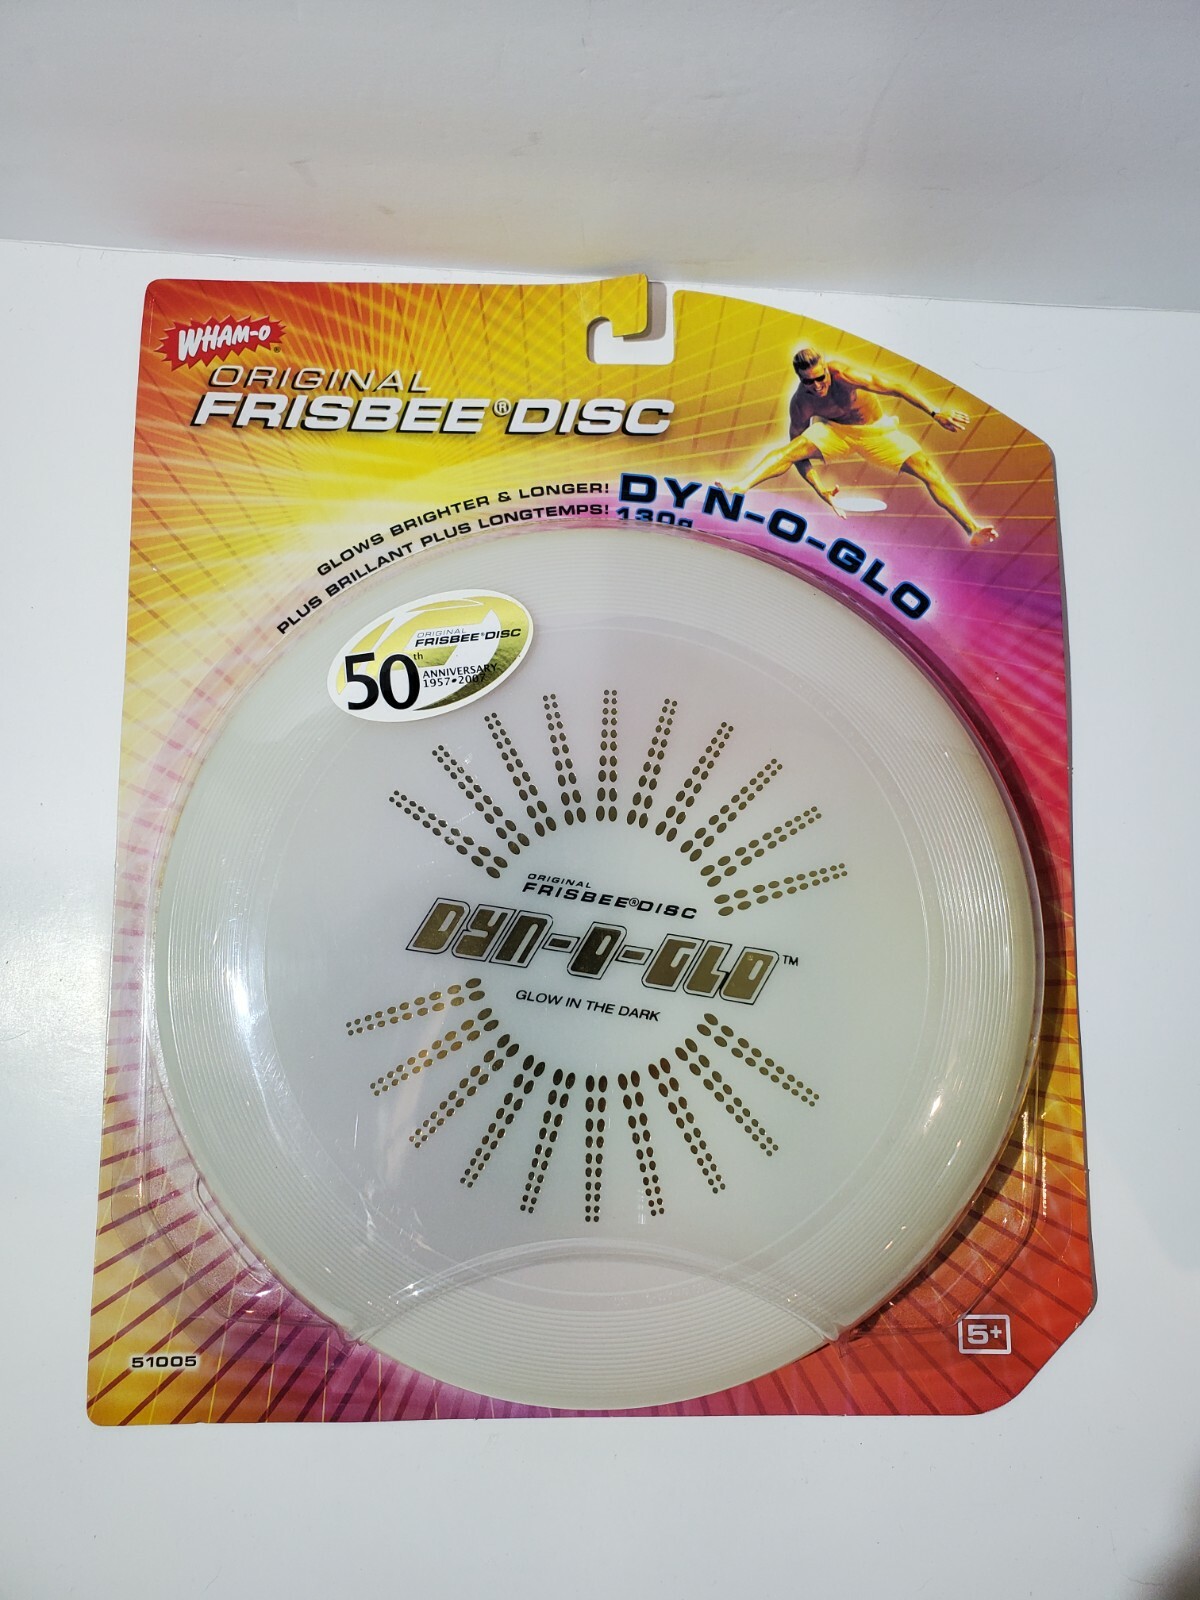 WHAM-O®
ORIGINAL
FRISBEE® DISC
GLOWS BRIGHTER & LONGER!
PLUS BRILLANT PLUS LONGTEMPS!
DYN-O-GLO
130g
ORIGINAL
FRISBEE® DISC
50th
ANNIVERSARY
1957•2007
ORIGINAL
FRISBEE® DISC
DYN-O-GLO™
GLOW IN THE DARK
51005
5+